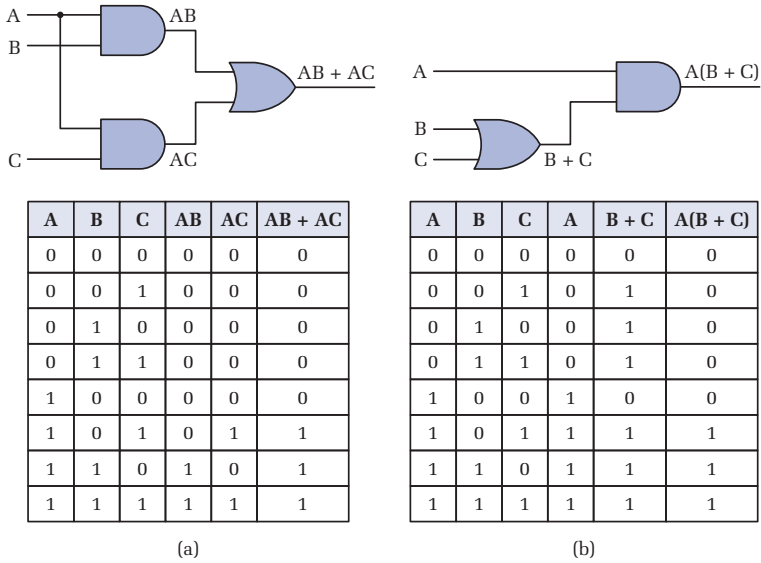 A
B
C
AB
AC
AB + AC
A
B
C
B + C
A(B + C)
A B C AB AC AB + AC
0 0 0 0 0 0
0 0 1 0 0 0
0 1 0 0 0 0
0 1 1 0 0 0
1 0 0 0 0 0
1 0 1 0 1 1
1 1 0 1 0 1
1 1 1 1 1 1
(a)
A B C A B + C A(B + C)
0 0 0 0 0 0
0 0 1 0 1 0
0 1 0 0 1 0
0 1 1 0 1 0
1 0 0 1 0 0
1 0 1 1 1 1
1 1 0 1 1 1
1 1 1 1 1 1
(b)